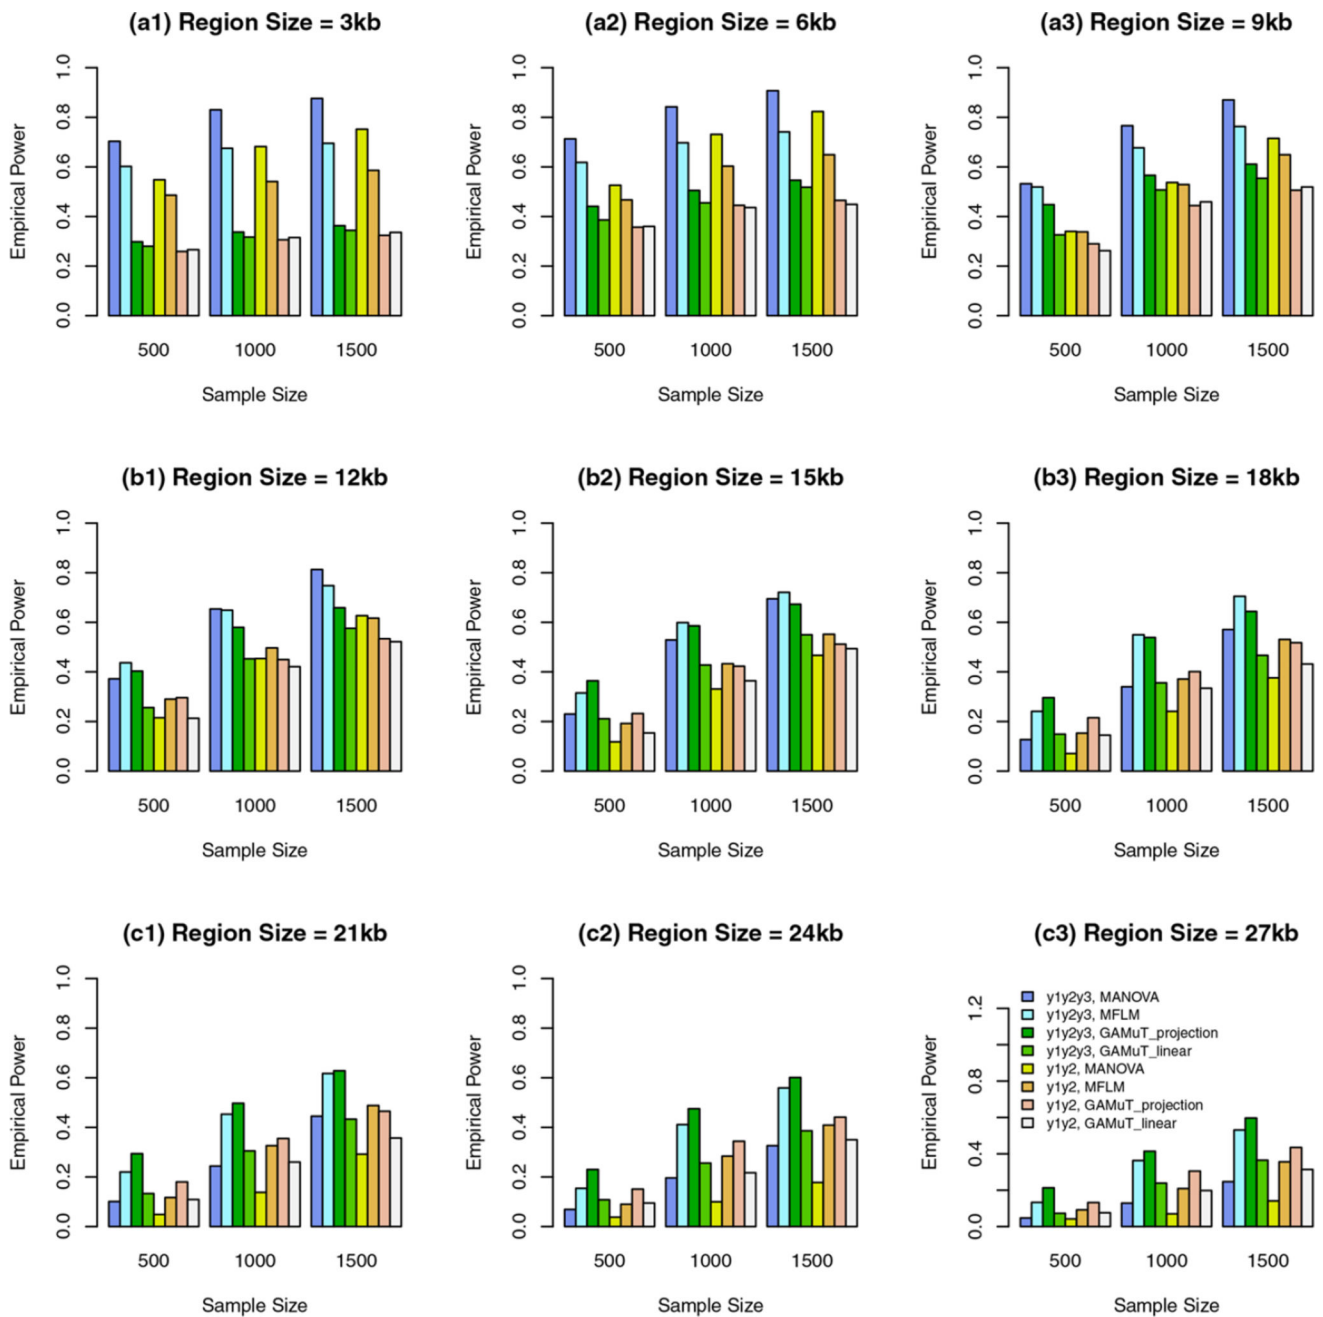 (a1) Region Size = 3kb
(a2) Region Size = 6kb
(a3) Region Size = 9kb
Empirical Power
0.0 0.2 0.4 0.6 0.8 1.0
500 1000 1500
Sample Size
Empirical Power
0.0 0.2 0.4 0.6 0.8 1.0
500 1000 1500
Sample Size
Empirical Power
0.0 0.2 0.4 0.6 0.8 1.0
500 1000 1500
Sample Size
(b1) Region Size = 12kb
(b2) Region Size = 15kb
(b3) Region Size = 18kb
Empirical Power
0.0 0.2 0.4 0.6 0.8 1.0
500 1000 1500
Sample Size
Empirical Power
0.0 0.2 0.4 0.6 0.8 1.0
500 1000 1500
Sample Size
Empirical Power
0.0 0.2 0.4 0.6 0.8 1.0
500 1000 1500
Sample Size
(c1) Region Size = 21kb
(c2) Region Size = 24kb
(c3) Region Size = 27kb
Empirical Power
0.0 0.2 0.4 0.6 0.8 1.0
500 1000 1500
Sample Size
Empirical Power
0.0 0.2 0.4 0.6 0.8 1.0
500 1000 1500
Sample Size
Empirical Power
0.0 0.4 0.8 1.2
y1y2y3, MANOVA
y1y2y3, MFLM
y1y2y3, GAMuT_projection
y1y2y3, GAMuT_linear
y1y2, MANOVA
y1y2, MFLM
y1y2, GAMuT_projection
y1y2, GAMuT_linear
500 1000 1500
Sample Size